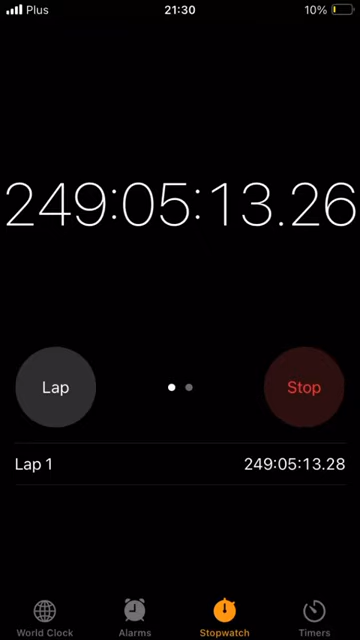 Plus 21:30 10%
249:05:13.26
Lap Stop
Lap 1 249:05:13.28
World Clock Alarms Stopwatch Timers